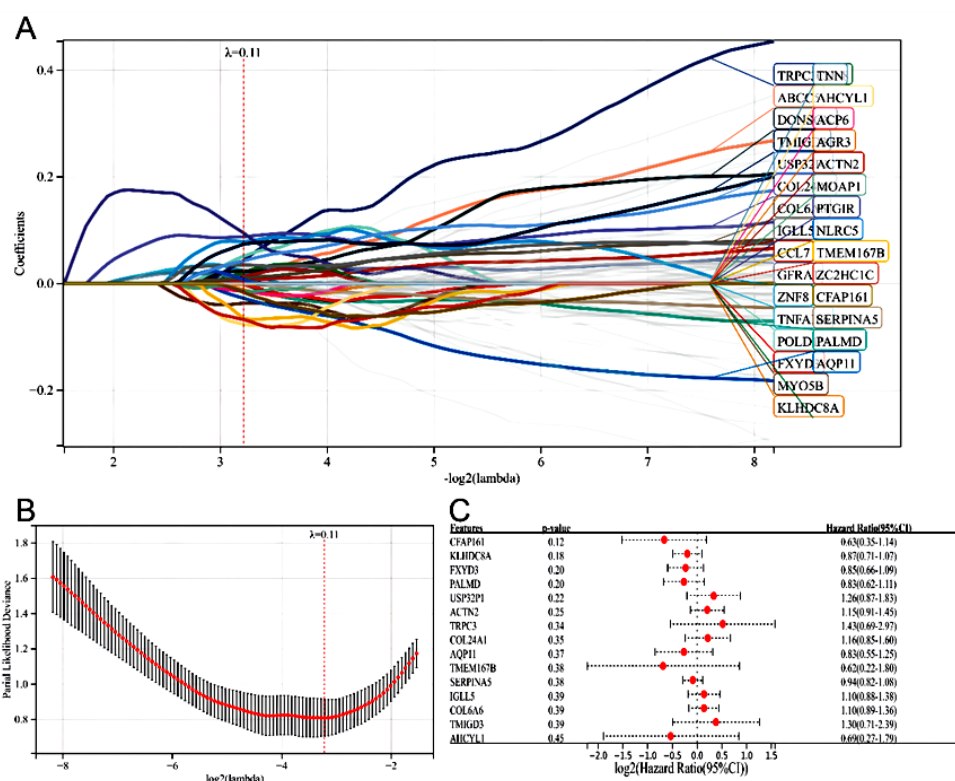 A
λ=0.11
0.4
0.2
0.0
−0.2
Coefficients
TRPC. TNN
ABCC AHCYL1
DONS ACP6
TMIG AGR3
USP32 ACTN2
COL2 MOAP1
COL6. PTGIR
IGLL5 NLRC5
CCL7 TMEM167B
GFRA ZC2HC1C
ZNF8 CFAP161
TNFA SERPINA5
POLD PALMD
FXYD AQP11
MYO5B
KLHDC8A
2 3 4 5 6 7 8
-log2(lambda)
B
λ=0.11
1.8
1.6
1.4
1.2
1.0
0.8
Parial Likelihood Deviance
−8 −6 −4 −2
log2(lambda)
C
Features p-value Hazard Ratio(95%CI)
CFAP161 0.12 0.63(0.35-1.14)
KLHDC8A 0.18 0.87(0.71-1.07)
FXYD3 0.20 0.85(0.66-1.09)
PALMD 0.20 0.83(0.62-1.11)
USP32P1 0.22 1.26(0.87-1.83)
ACTN2 0.25 1.15(0.91-1.45)
TRPC3 0.34 1.43(0.69-2.97)
COL24A1 0.35 1.16(0.85-1.60)
AQP11 0.37 0.83(0.55-1.25)
TMEM167B 0.38 0.62(0.22-1.80)
SERPINA5 0.38 0.94(0.82-1.08)
IGLL5 0.39 1.10(0.88-1.38)
COL6A6 0.39 1.10(0.89-1.36)
TMIGD3 0.39 1.30(0.71-2.39)
AHCYL1 0.45 0.69(0.27-1.79)
−2.0 −1.5 −1.0 −0.5 0.0 0.5 1.0 1.5
log2(Hazard Ratio(95%CI))